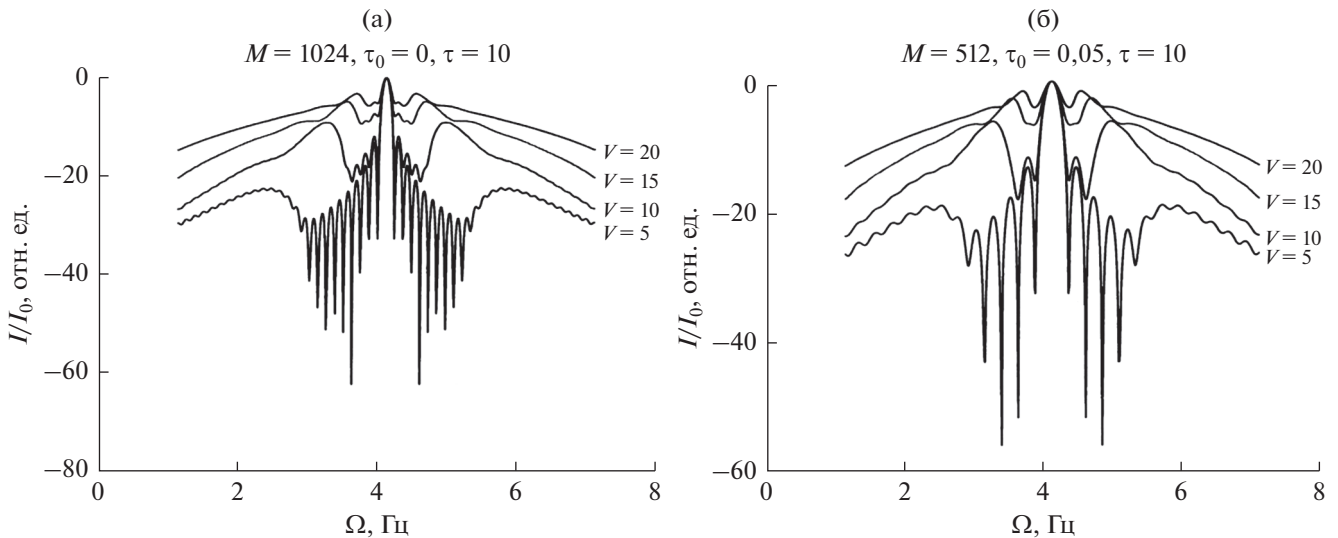 (а)
M = 1024, τ0 = 0, τ = 10
0
−20
−40
−60
−80
I/I0, отн. ед.
V = 20
V = 15
V = 10
V = 5
0 2 4 6 8
Ω, Гц
(б)
M = 512, τ0 = 0,05, τ = 10
0
−20
−40
−60
I/I0, отн. ед.
V = 20
V = 15
V = 10
V = 5
0 2 4 6 8
Ω, Гц